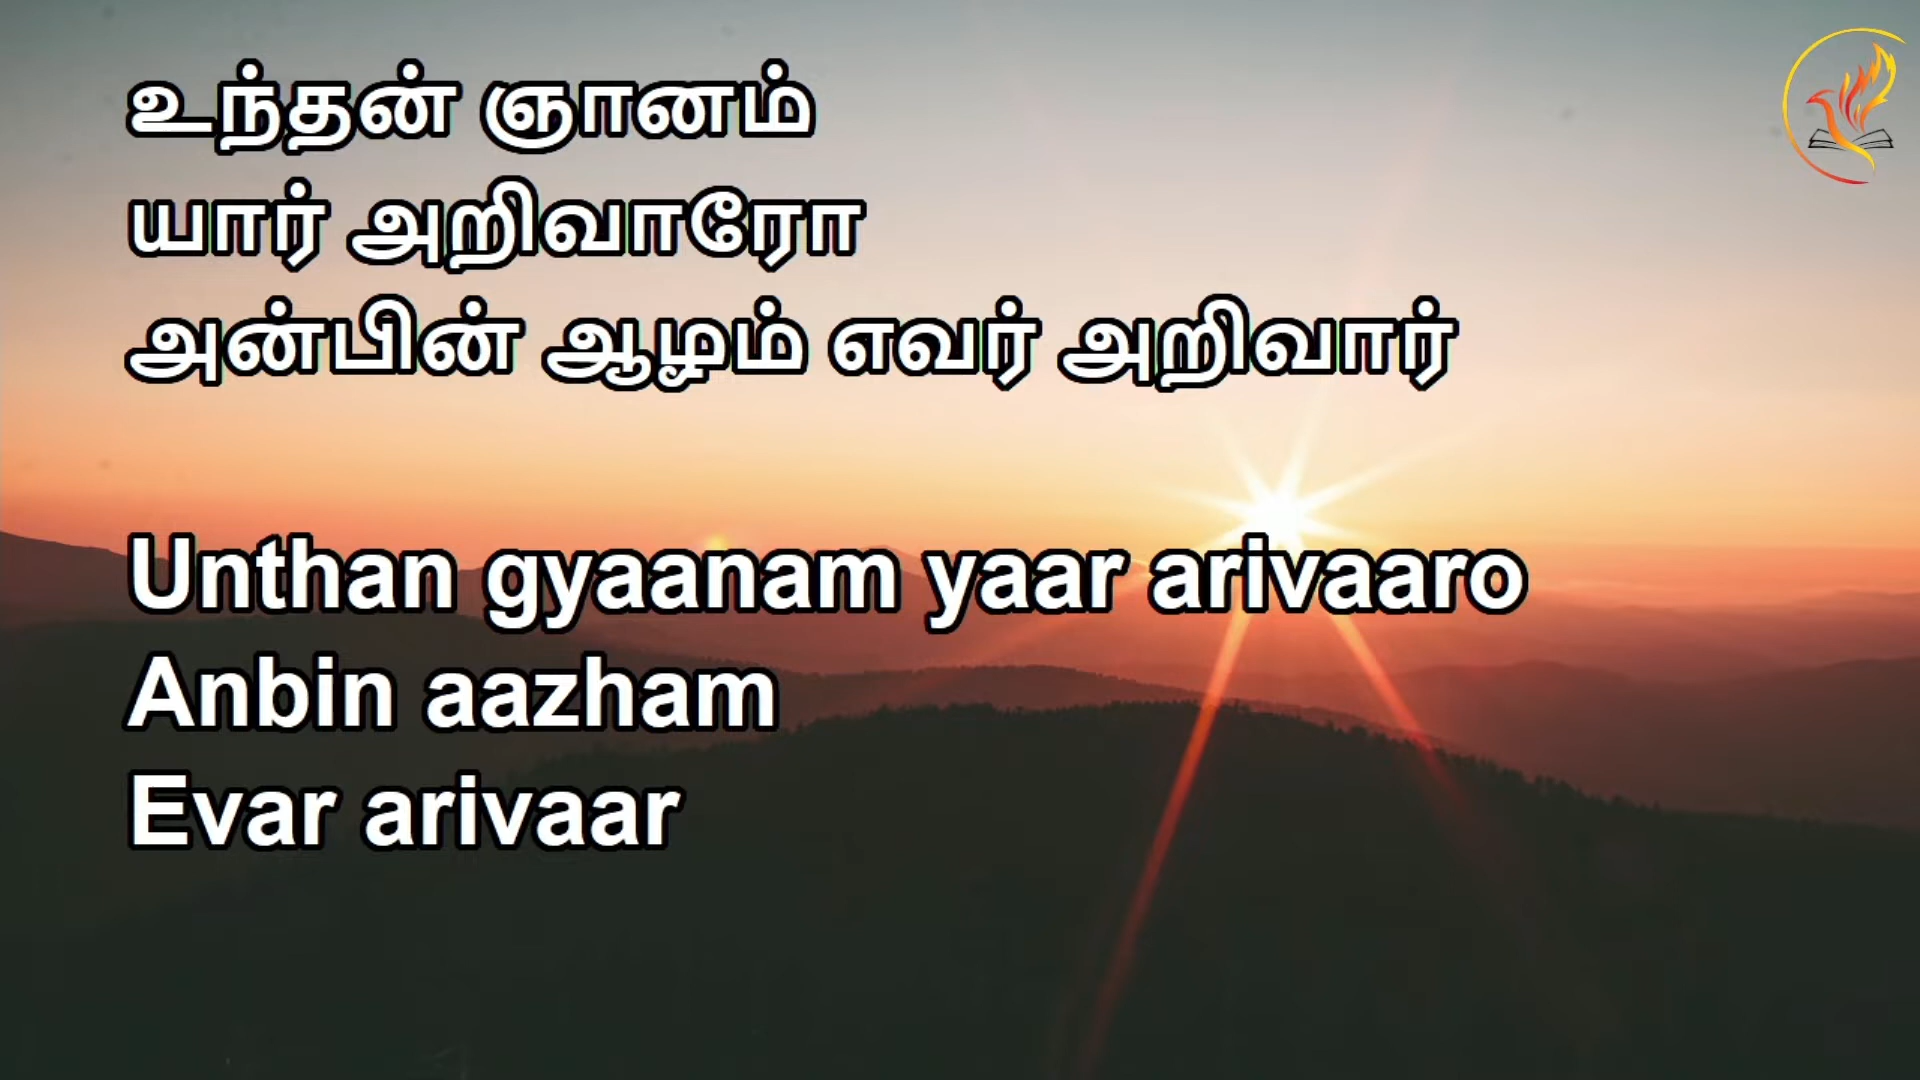 உந்தன் ஞானம்
யார் அறிவாரோ
அன்பின் ஆழம் எவர் அறிவார்
Unthan gyaanam yaar arivaaro
Anbin aazham
Evar arivaar